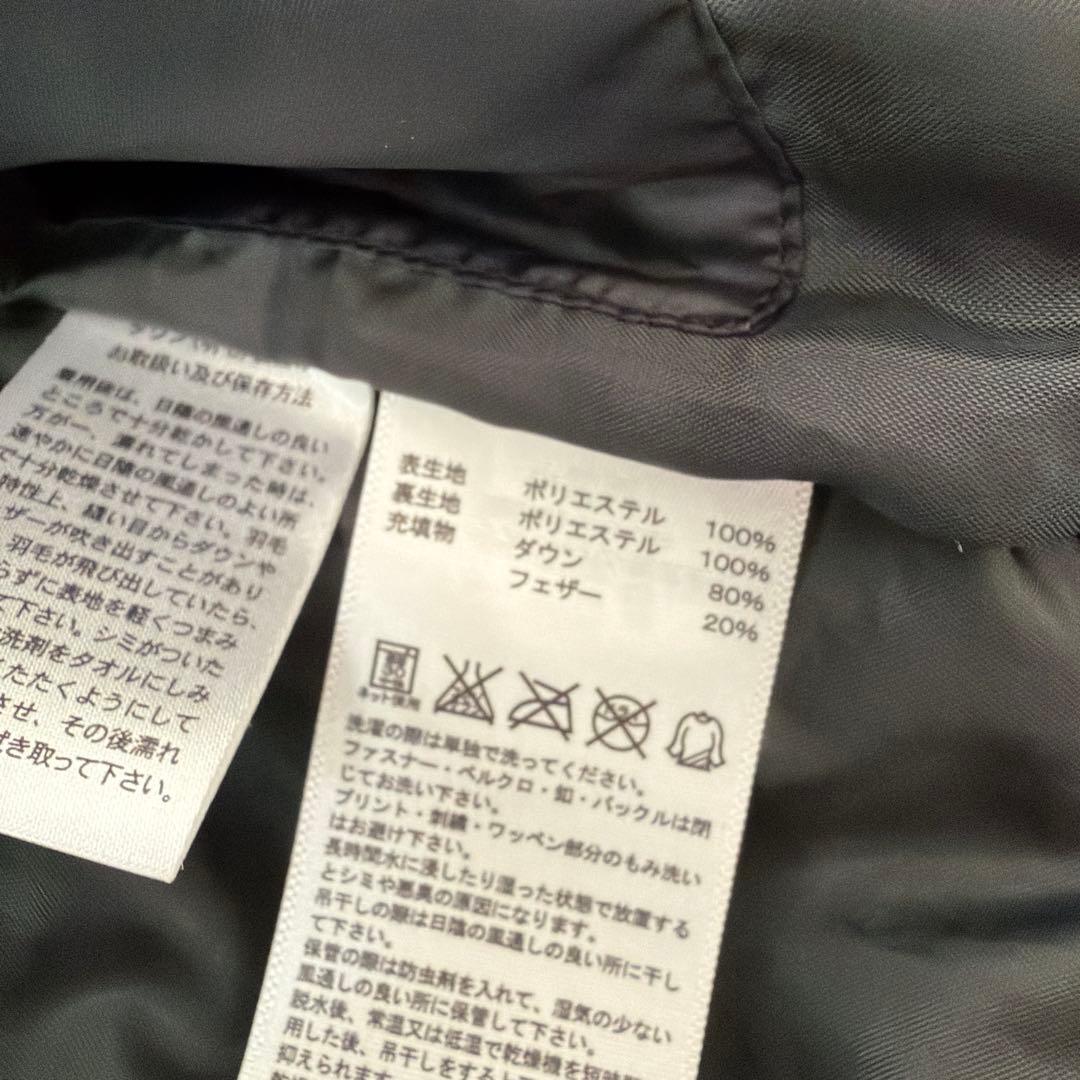 お取扱い及び保存方法
着用後は、日陰の風通しの良い
ところで十分乾かして下さい。
万が一、濡れてしまった時は、
速やかに日陰の風通しのよい所
で十分乾燥させて下さい。羽毛
特性上、縫い目からダウンや
ザーが吹き出すことがあり
羽毛が飛び出していたら、
らずに表地を軽くつまみ
て下さい。シミがついた
洗剤をタオルにしみ
くたたくようにして
させ、その後濡れ
拭き取って下さい。
表生地 ポリエステル 100%
裏生地 ポリエステル 100%
充填物 ダウン 80%
フェザー 20%
ネット使用
洗濯の際は単独で洗ってください。
ファスナー・ベルクロ・釦・バックルは閉
じてお洗い下さい。
プリント・刺繍・ワッペン部分のもみ洗い
はお避け下さい。
長時間水に浸したり湿った状態で放置する
とシミや悪臭の原因になります。
吊干しの際は日陰の風通しの良い所に干し
て下さい。
保管の際は防虫剤を入れて、湿気の少ない
風通しの良い所に保管して下さい。
脱水後、常温又は低温で乾燥機を短時間
用した後、吊干しをすると
抑えられます